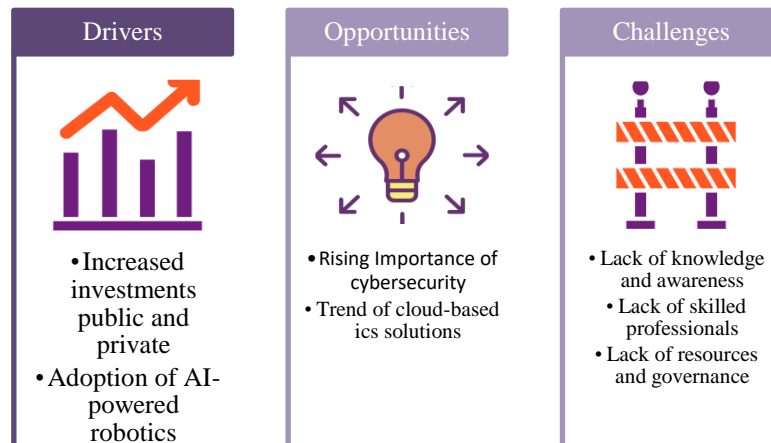 Drivers
• Increased
investments
public and
private
• Adoption of AI-
powered
robotics
Opportunities
• Rising Importance of
cybersecurity
• Trend of cloud-based
ics solutions
Challenges
• Lack of knowledge
and awareness
• Lack of skilled
professionals
• Lack of resources
and governance